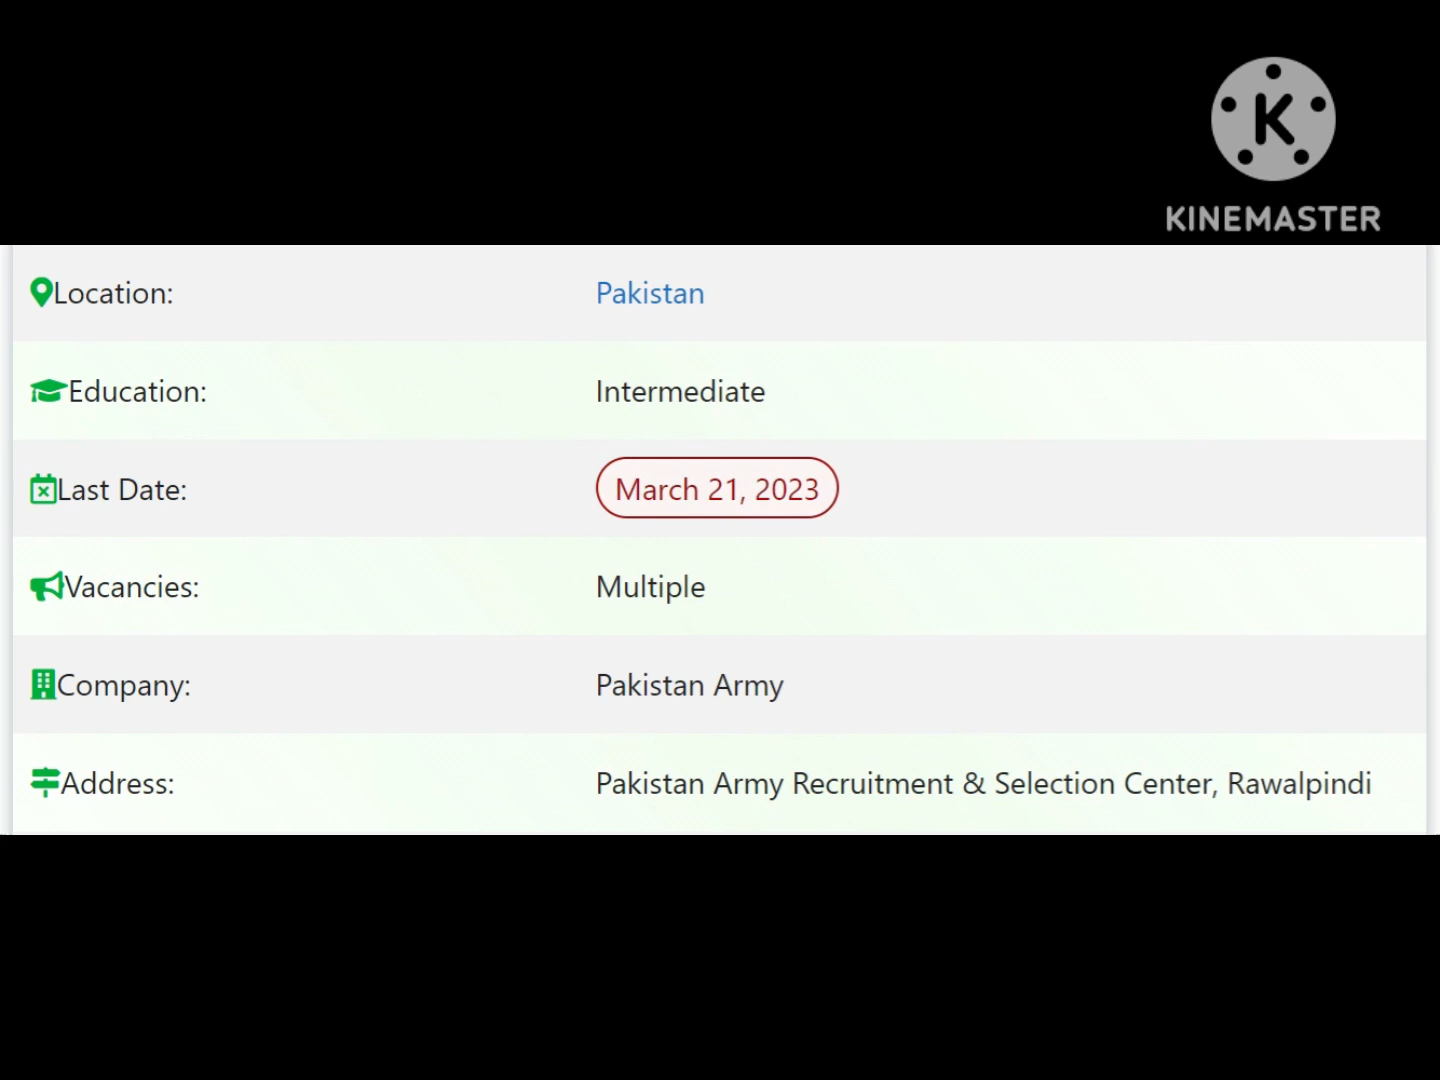 K
KINEMASTER
Location: Pakistan
Education: Intermediate
Last Date: March 21, 2023
Vacancies: Multiple
Company: Pakistan Army
Address: Pakistan Army Recruitment & Selection Center, Rawalpindi